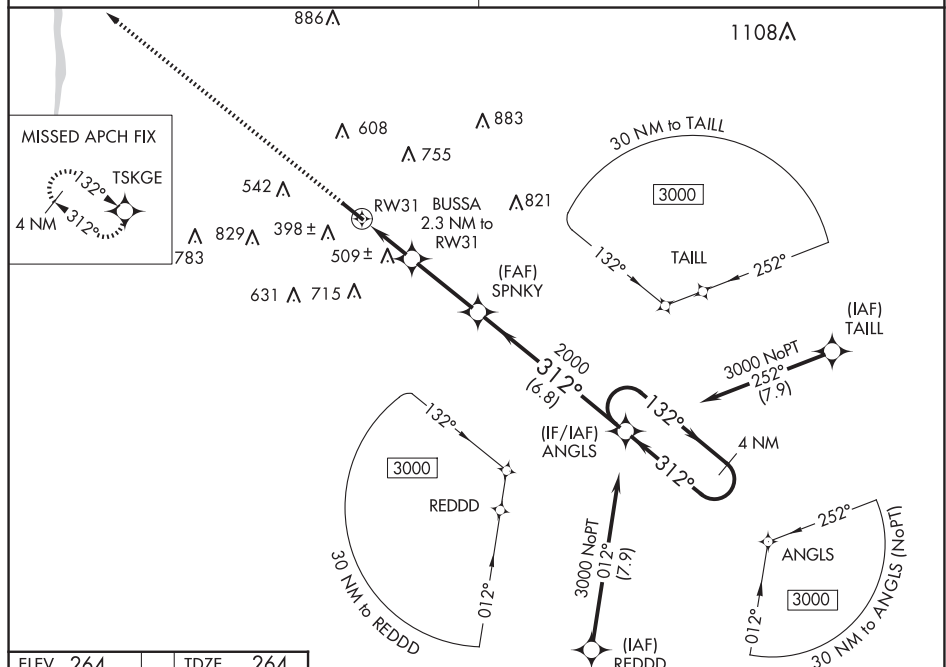 886
1108
MISSED APCH FIX
TSKGE
132°
312°
4 NM
608
883
755
542
821
RW31
BUSSA
2.3 NM to
RW31
783
829
398 ±
509 ±
631
715
(FAF)
SPNKY
30 NM to TAILL
3000
TAILL
132°
252°
(IAF)
TAILL
3000 NoPT
252°
(7.9)
2000
312°
(6.8)
(IF/IAF)
ANGLS
132°
312°
4 NM
132°
3000
REDDD
012°
30 NM to REDDD
3000 NoPT
012°
(7.9)
(IAF)
REDDD
252°
ANGLS
3000
012°
30 NM to ANGLS (NoPT)
ELEV 264
TDZE 264